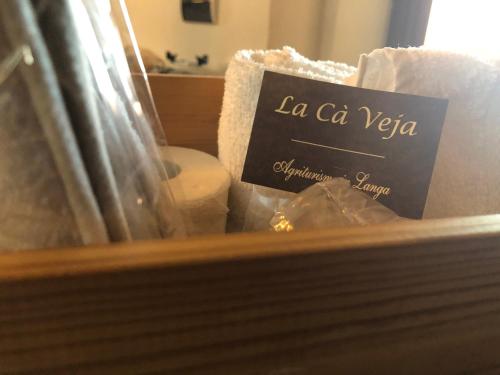 La Cà Veja
Agriturismo in Langa